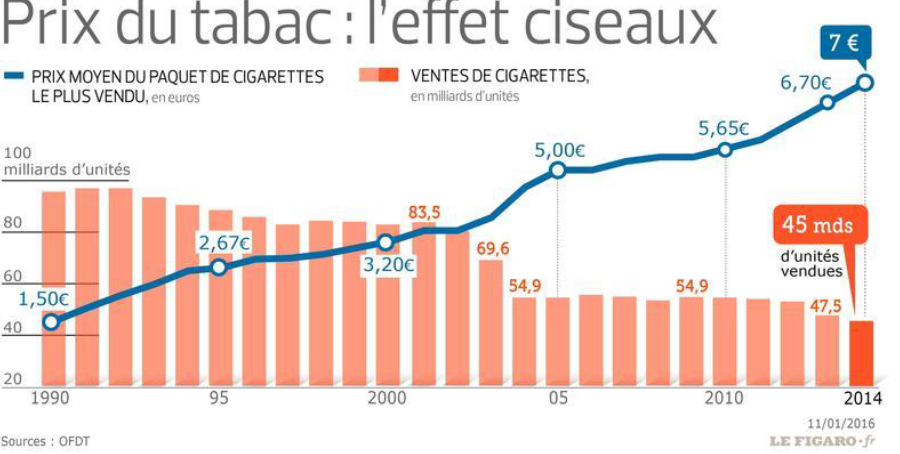 Prix du tabac : l'effet ciseaux
PRIX MOYEN DU PAQUET DE CIGARETTES
LE PLUS VENDU, en euros
VENTES DE CIGARETTES,
en milliards d'unités
7 €
6,70€
5,65€
5,00€
100
milliards d'unités
83,5
45 mds
d'unités
vendues
80
2,67€
69,6
3,20€
60
54,9
54,9
1,50€
47,5
40
20
1990
95
2000
05
2010
2014
11/01/2016
Sources : OFDT
LE FIGARO·fr